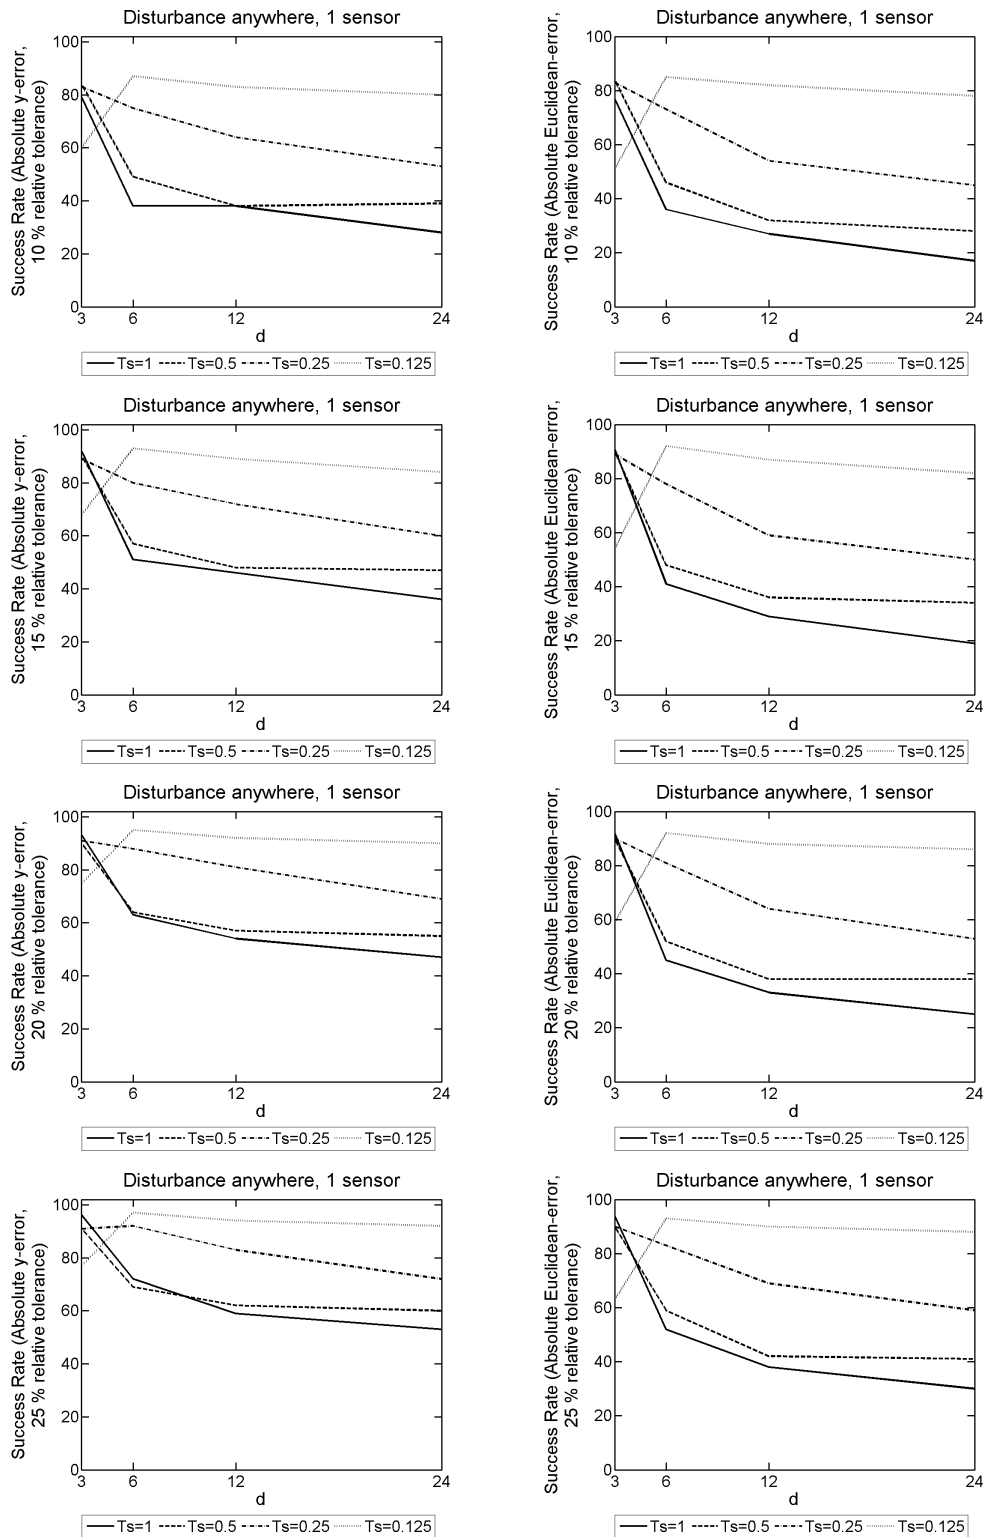 Disturbance anywhere, 1 sensor
Success Rate (Absolute y-error,
10 % relative tolerance)
100
80
60
40
20
0
3 6 12 24
d
Ts=1 Ts=0.5 Ts=0.25 Ts=0.125
Disturbance anywhere, 1 sensor
Success Rate (Absolute Euclidean-error,
10 % relative tolerance)
100
80
60
40
20
0
3 6 12 24
d
Ts=1 Ts=0.5 Ts=0.25 Ts=0.125
Disturbance anywhere, 1 sensor
Success Rate (Absolute y-error,
15 % relative tolerance)
100
80
60
40
20
0
3 6 12 24
d
Ts=1 Ts=0.5 Ts=0.25 Ts=0.125
Disturbance anywhere, 1 sensor
Success Rate (Absolute Euclidean-error,
15 % relative tolerance)
100
80
60
40
20
0
3 6 12 24
d
Ts=1 Ts=0.5 Ts=0.25 Ts=0.125
Disturbance anywhere, 1 sensor
Success Rate (Absolute y-error,
20 % relative tolerance)
100
80
60
40
20
0
3 6 12 24
d
Ts=1 Ts=0.5 Ts=0.25 Ts=0.125
Disturbance anywhere, 1 sensor
Success Rate (Absolute Euclidean-error,
20 % relative tolerance)
100
80
60
40
20
0
3 6 12 24
d
Ts=1 Ts=0.5 Ts=0.25 Ts=0.125
Disturbance anywhere, 1 sensor
Success Rate (Absolute y-error,
25 % relative tolerance)
100
80
60
40
20
0
3 6 12 24
d
Ts=1 Ts=0.5 Ts=0.25 Ts=0.125
Disturbance anywhere, 1 sensor
Success Rate (Absolute Euclidean-error,
25 % relative tolerance)
100
80
60
40
20
0
3 6 12 24
d
Ts=1 Ts=0.5 Ts=0.25 Ts=0.125